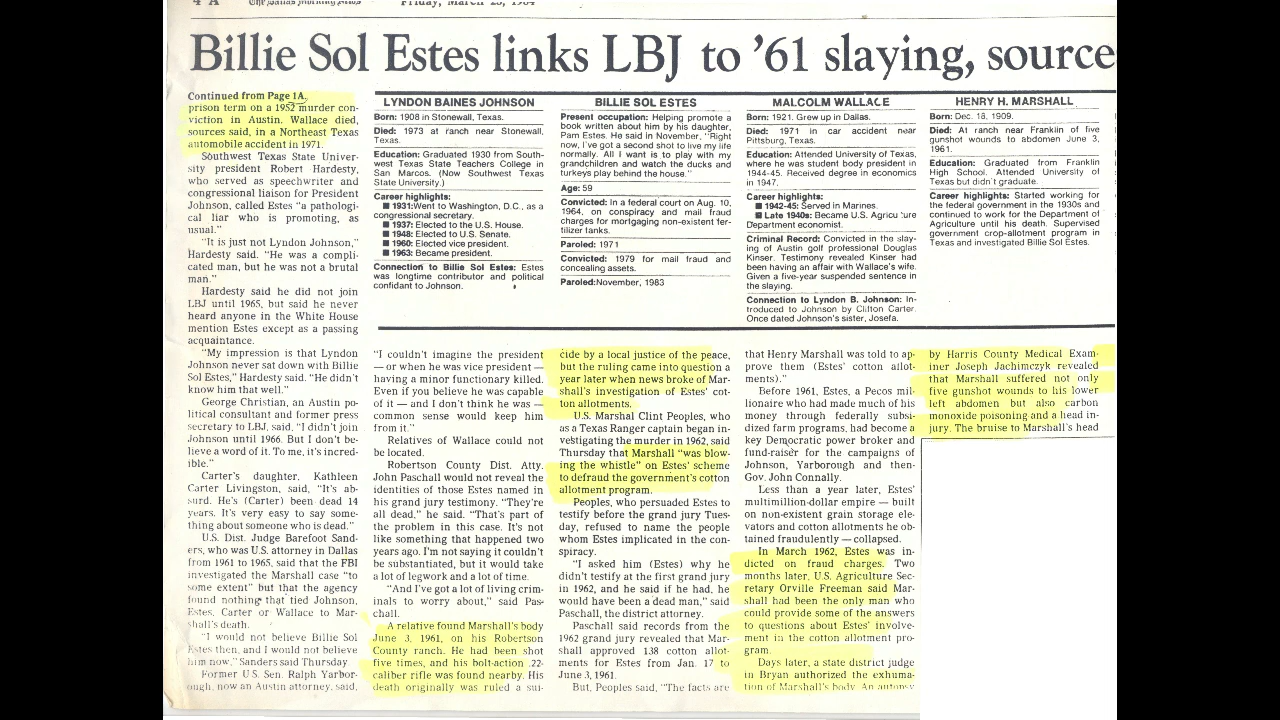 4 A The Dallas Morning News Friday, March 23, 1984
Billie Sol Estes links LBJ to ’61 slaying, source
Continued from Page 1A.
prison term on a 1952 murder con-
viction in Austin. Wallace died,
sources said, in a Northeast Texas
automobile accident in 1971.
Southwest Texas State Univer-
sity president Robert Hardesty,
who served as speechwriter and
congressional liaison for President
Johnson, called Estes “a pathologi-
cal liar who is promoting, as
usual.”
“It is just not Lyndon Johnson,”
Hardesty said. “He was a compli-
cated man, but he was not a brutal
man.”
Hardesty said he did not join
LBJ until 1965, but said he never
heard anyone in the White House
mention Estes except as a passing
acquaintance.
“My impression is that Lyndon
Johnson never sat down with Billie
Sol Estes,” Hardesty said. “He didn’t
know him that well.”
George Christian, an Austin po-
litical consultant and former press
secretary to LBJ, said, “I didn’t join
Johnson until 1966. But I don’t be-
lieve a word of it. To me, it’s incred-
ible.”
Carter’s daughter, Kathleen
Carter Livingston, said, “It’s ab-
surd. He’s (Carter) been dead 14
years. It’s very easy to say some-
thing about someone who is dead.”
U.S. Dist. Judge Barefoot Sand-
ers, who was U.S. attorney in Dallas
from 1961 to 1965, said that the FBI
investigated the Marshall case “to
some extent” but that the agency
found nothing that tied Johnson,
Estes, Carter or Wallace to Mar-
shall’s death.
“I would not believe Billie Sol
Estes then, and I would not believe
him now,” Sanders said Thursday
Former U.S. Sen. Ralph Yarbor-
ough, now an Austin attorney, said,
LYNDON BAINES JOHNSON
Born: 1908 in Stonewall, Texas.
Died: 1973 at ranch near Stonewall,
Texas.
Education: Graduated 1930 from South-
west Texas State Teachers College in
San Marcos. (Now Southwest Texas
State University.)
Career highlights:
■ 1931: Went to Washington, D.C., as a
congressional secretary.
■ 1937: Elected to the U.S. House.
■ 1948: Elected to U.S. Senate.
■ 1960: Elected vice president.
■ 1963: Became president.
Connection to Billie Sol Estes: Estes
was longtime contributor and political
confidant to Johnson.
BILLIE SOL ESTES
Present occupation: Helping promote a
book written about him by his daughter,
Pam Estes. He said in November, “Right
now, I’ve got a second shot to live my life
normally. All I want is to play with my
grandchildren and watch the ducks and
turkeys play behind the house.”
Age: 59
Convicted: In a federal court on Aug. 10,
1964, on conspiracy and mail fraud
charges for mortgaging non-existent fer-
tilizer tanks.
Paroled: 1971
Convicted: 1979 for mail fraud and
concealing assets.
Paroled: November, 1983
MALCOLM WALLACE
Born: 1921. Grew up in Dallas.
Died: 1971 in car accident near
Pittsburg, Texas.
Education: Attended University of Texas,
where he was student body president in
1944-45. Received degree in economics
in 1947.
Career highlights:
■ 1942-45: Served in Marines.
■ Late 1940s: Became U.S. Agriculture
Department economist.
Criminal Record: Convicted in the slay-
ing of Austin golf professional Douglas
Kinser. Testimony revealed Kinser had
been having an affair with Wallace’s wife.
Given a five-year suspended sentence in
the slaying.
Connection to Lyndon B. Johnson: In-
troduced to Johnson by Clifton Carter.
Once dated Johnson’s sister, Josefa.
HENRY H. MARSHALL
Born: Dec. 18, 1909.
Died: At ranch near Franklin of five
gunshot wounds to abdomen June 3,
1961.
Education: Graduated from Franklin
High School. Attended University of
Texas but didn’t graduate.
Career highlights: Started working for
the federal government in the 1930s and
continued to work for the Department of
Agriculture until his death. Supervised
government crop-allotment program in
Texas and investigated Billie Sol Estes.
“I couldn’t imagine the president
— or when he was vice president —
having a minor functionary killed.
Even if you believe he was capable
of it — and I don’t think he was —
common sense would keep him
from it.”
Relatives of Wallace could not
be located.
Robertson County Dist. Atty.
John Paschall would not reveal the
identities of those Estes named in
his grand jury testimony. “They’re
all dead,” he said. “That’s part of
the problem in this case. It’s not
like something that happened two
years ago. I’m not saying it couldn’t
be substantiated, but it would take
a lot of legwork and a lot of time.
“And I’ve got a lot of living crim-
inals to worry about,” said Pas-
chall.
A relative found Marshall’s body
June 3, 1961, on his Robertson
County ranch. He had been shot
five times, and his bolt-action .22-
caliber rifle was found nearby. His
death originally was ruled a sui-
cide by a local justice of the peace,
but the ruling came into question a
year later when news broke of Mar-
shall’s investigation of Estes’ cot-
ton allotments.
U.S. Marshal Clint Peoples, who
as a Texas Ranger captain began in-
vestigating the murder in 1962, said
Thursday that Marshall “was blow-
ing the whistle” on Estes’ scheme
to defraud the government’s cotton
allotment program.
Peoples, who persuaded Estes to
testify before the grand jury Tues-
day, refused to name the people
whom Estes implicated in the con-
spiracy.
“I asked him (Estes) why he
didn’t testify at the first grand jury
in 1962, and he said if he had, he
would have been a dead man,” said
Paschall, the district attorney.
Paschall said records from the
1962 grand jury revealed that Mar-
shall approved 138 cotton allot-
ments for Estes from Jan. 17 to
June 3, 1961.
But, Peoples said, “The facts are
that Henry Marshall was told to ap-
prove them (Estes’ cotton allot-
ments).”
Before 1961, Estes, a Pecos mil-
lionaire who had made much of his
money through federally subsi-
dized farm programs, had become a
key Democratic power broker and
fund-raiser for the campaigns of
Johnson, Yarborough and then-
Gov. John Connally.
Less than a year later, Estes’
multimillion-dollar empire — built
on non-existent grain storage ele-
vators and cotton allotments he ob-
tained fraudulently — collapsed.
In March 1962, Estes was in-
dicted on fraud charges. Two
months later, U.S. Agriculture Sec-
retary Orville Freeman said Mar-
shall had been the only man who
could provide some of the answers
to questions about Estes’ involve-
ment in the cotton allotment pro-
gram.
Days later, a state district judge
in Bryan authorized the exhuma-
tion of Marshall’s body. An autopsy
by Harris County Medical Exam-
iner Joseph Jachimczyk revealed
that Marshall suffered not only
five gunshot wounds to his lower
left abdomen but also carbon
monoxide poisoning and a head in-
jury. The bruise to Marshall’s head